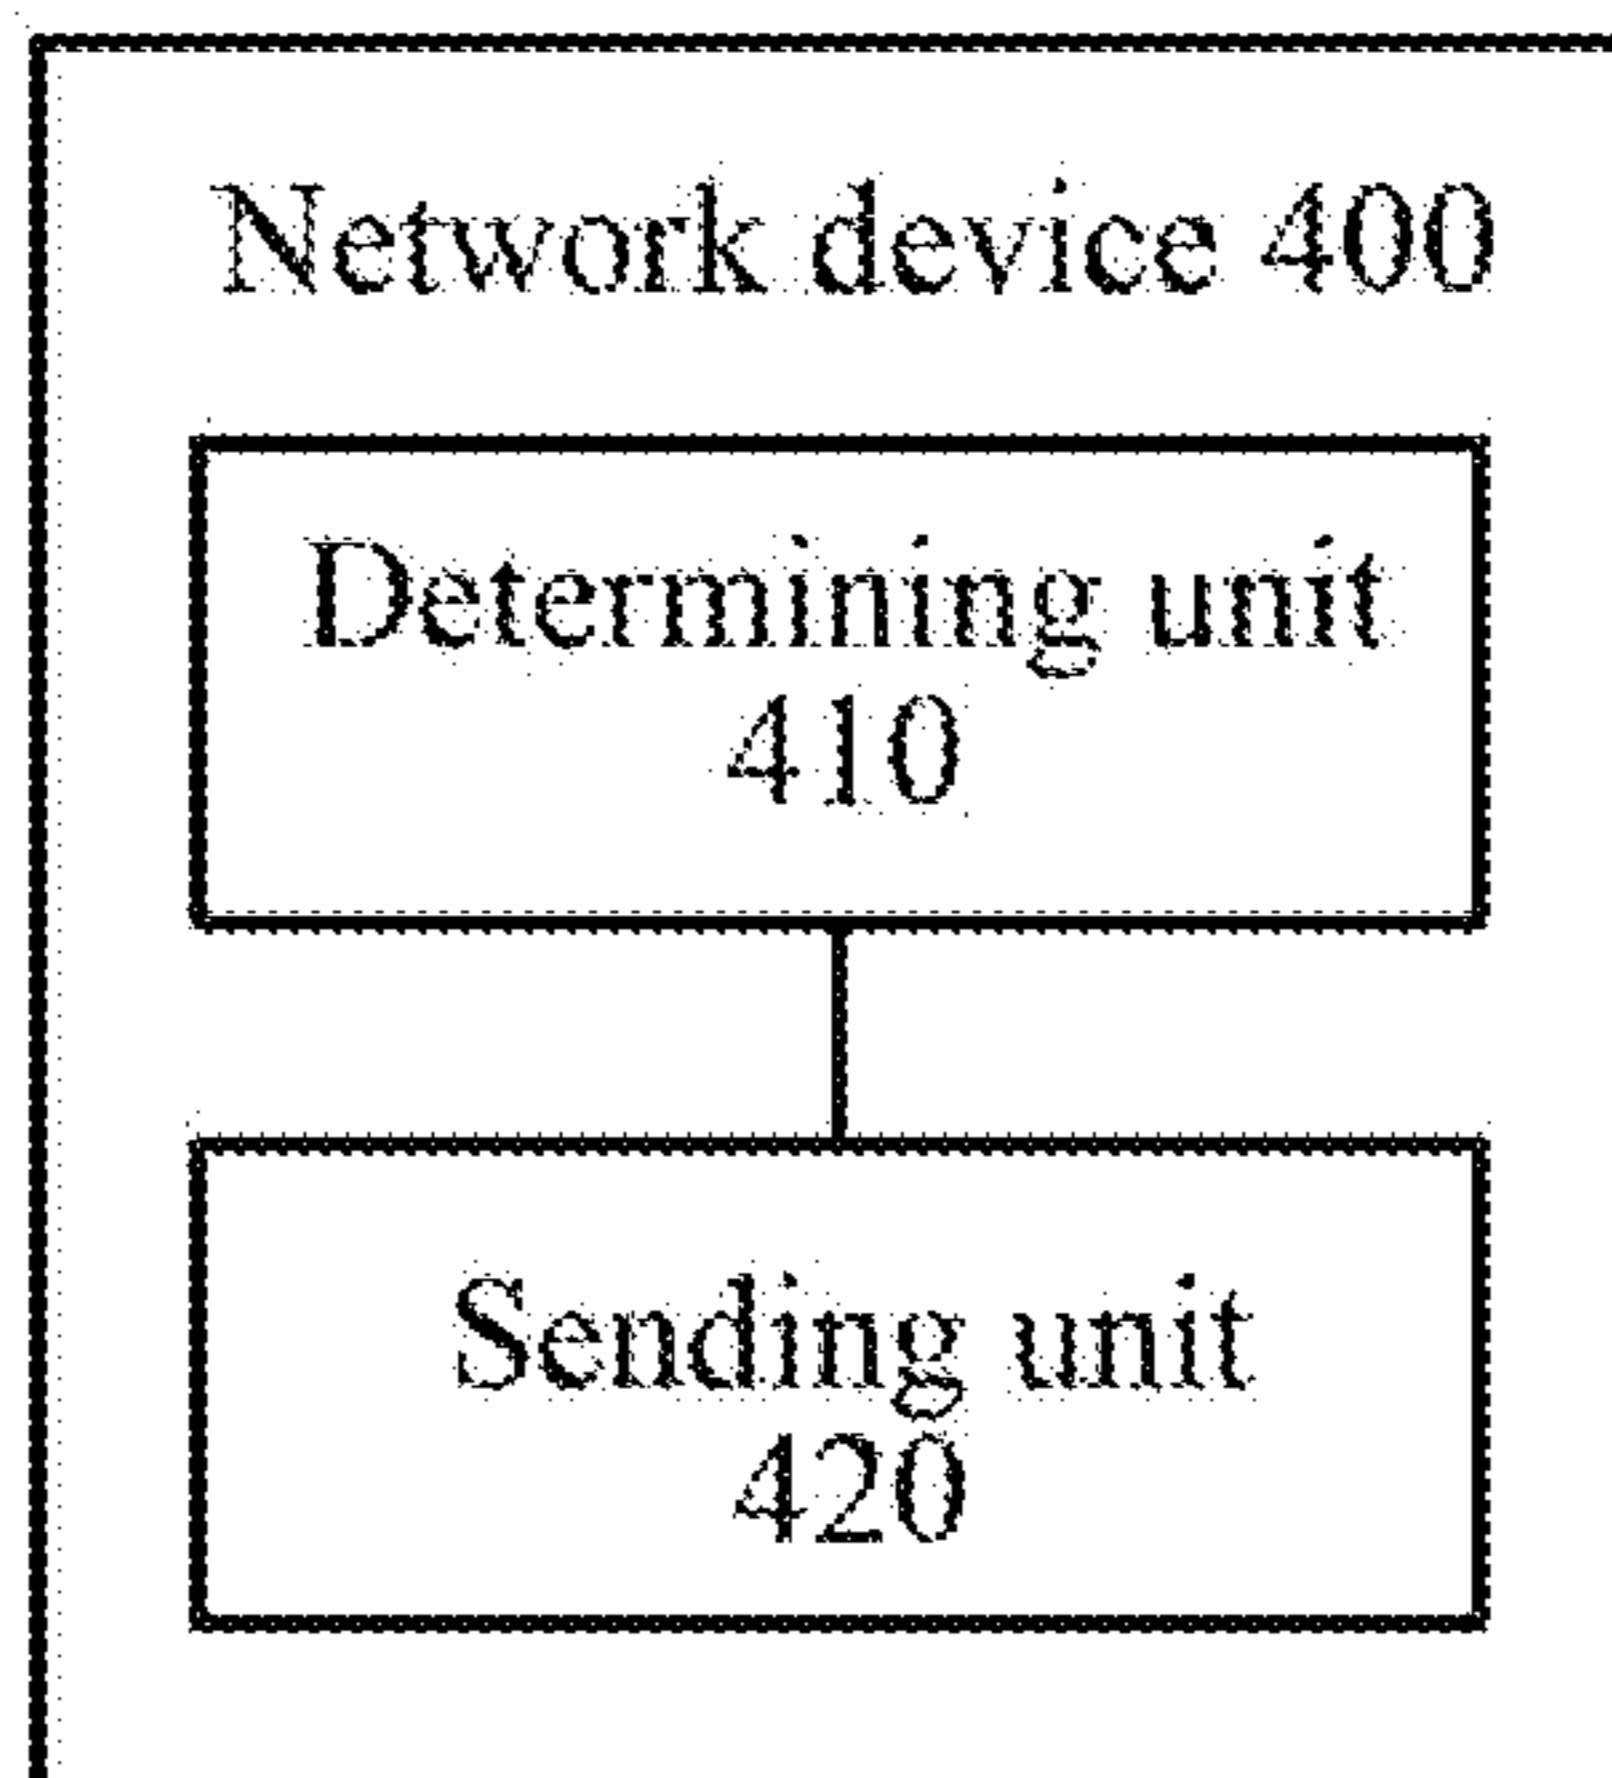 Network device 400
Determining unit
410
Sending unit
420